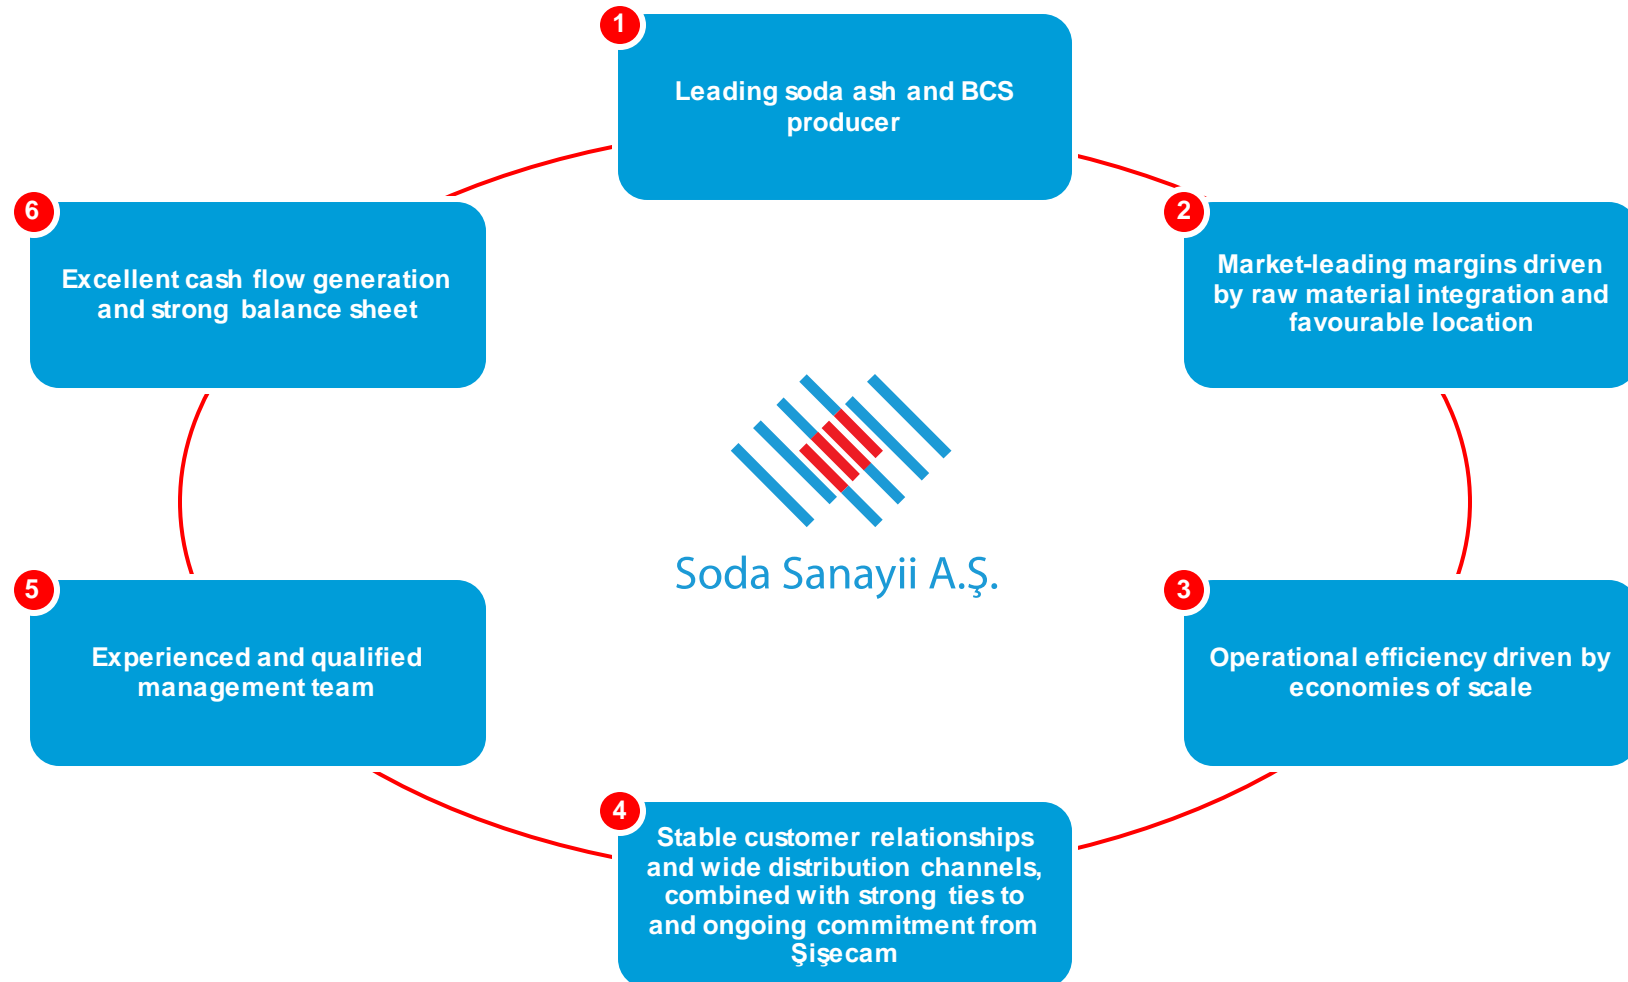 1
Leading soda ash and BCS
producer
2
Market-leading margins driven
by raw material integration and
favourable location
3
Operational efficiency driven by
economies of scale
4
Stable customer relationships
and wide distribution channels,
combined with strong ties to
and ongoing commitment from
Şişecam
5
Experienced and qualified
management team
6
Excellent cash flow generation
and strong balance sheet
Soda Sanayii A.Ş.